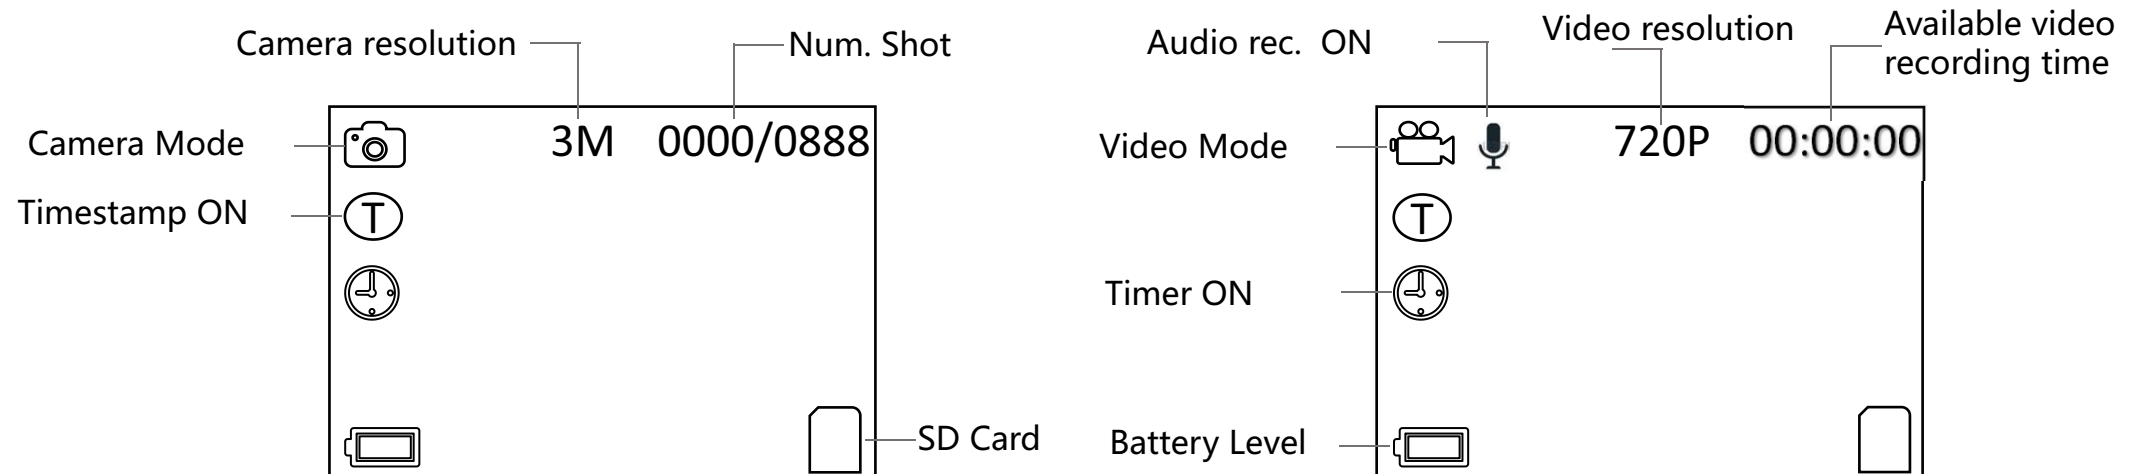 Camera resolution
Num. Shot
Camera Mode
3M 0000/0888
Timestamp ON
T
SD Card
Audio rec. ON
Video resolution
Available video
recording time
Video Mode
720P 00:00:00
T
Timer ON
Battery Level